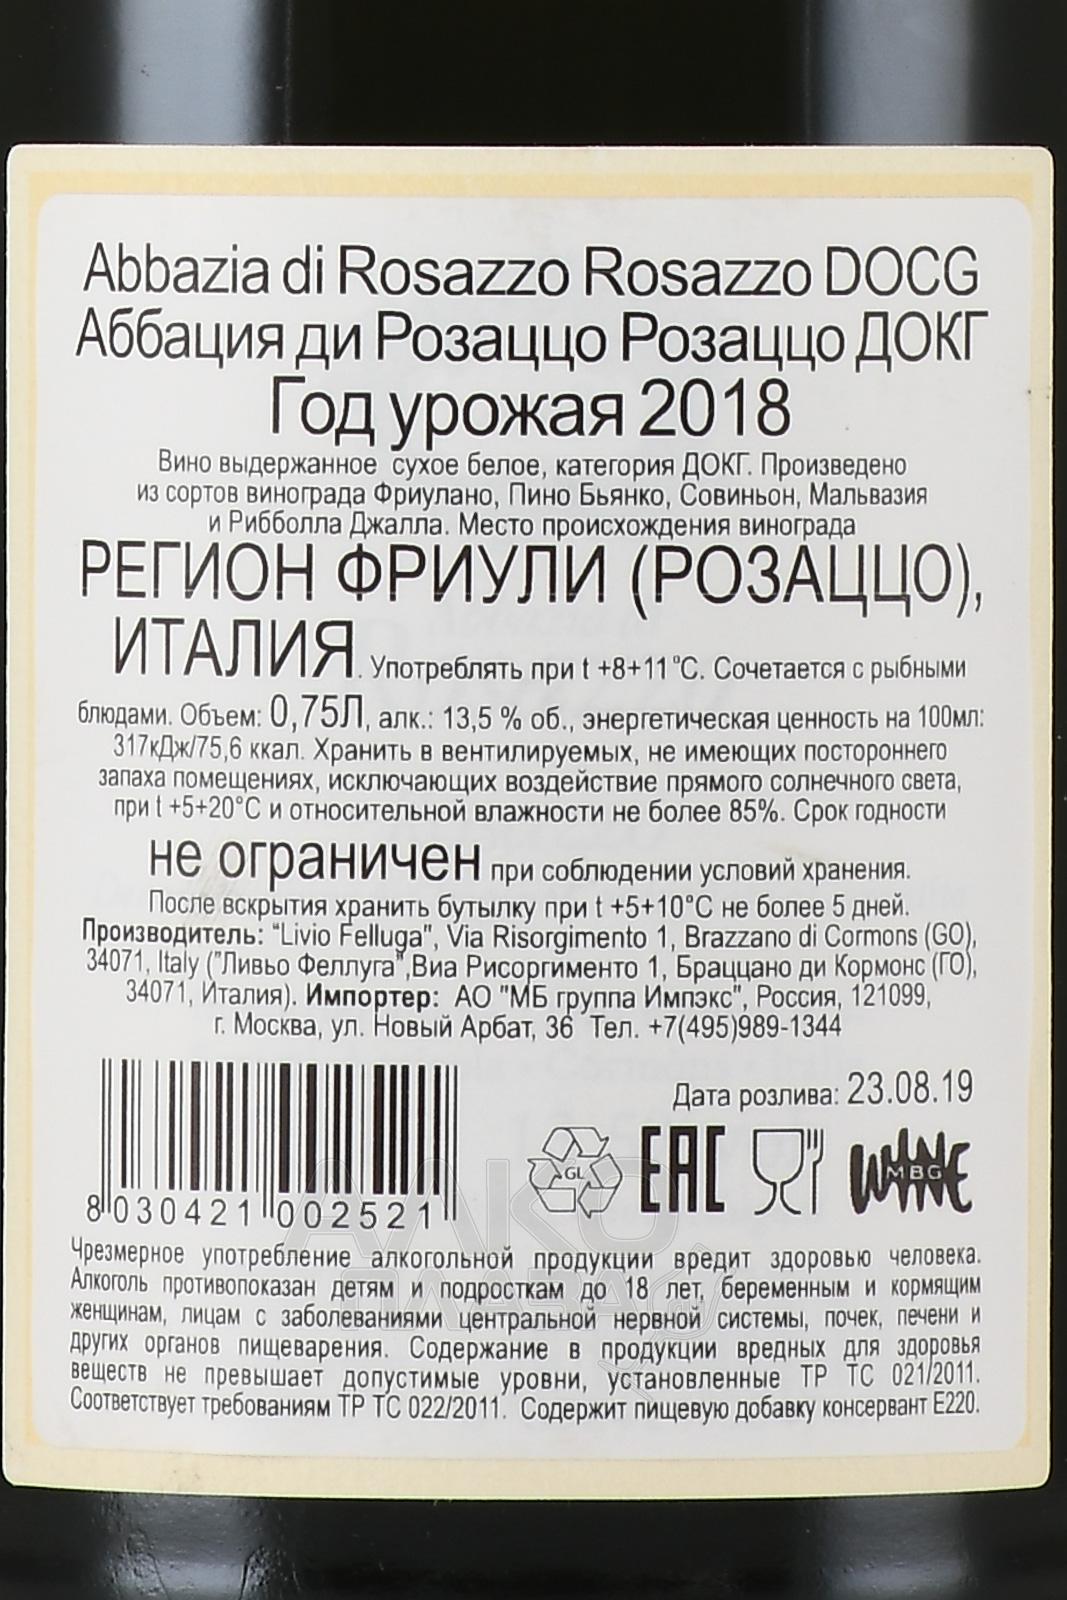 Abbazia di Rosazzo Rosazzo DOCG
Аббация ди Розаццо Розаццо ДОКГ
Год урожая 2018
Вино выдержанное сухое белое, категория ДОКГ. Произведено
из сортов винограда Фриулано, Пино Бьянко, Совиньон, Мальвазия
и Рибболла Джалла. Место происхождения винограда
РЕГИОН ФРИУЛИ (РОЗАЦЦО),
ИТАЛИЯ. Употреблять при t +8+11°С. Сочетается с рыбными
блюдами. Объем: 0,75Л, алк.: 13,5 % об., энергетическая ценность на 100мл:
317кДж/75,6 ккал. Хранить в вентилируемых, не имеющих постороннего
запаха помещениях, исключающих воздействие прямого солнечного света,
при t +5+20°С и относительной влажности не более 85%. Срок годности
не ограничен при соблюдении условий хранения.
После вскрытия хранить бутылку при t +5+10°С не более 5 дней.
Производитель: "Livio Felluga", Via Risorgimento 1, Brazzano di Cormons (GO),
34071, Italy ("Ливьо Феллуга",Виа Рисоргименто 1, Браццано ди Кормонс (ГО),
34071, Италия). Импортер: АО "МБ группа Импэкс", Россия, 121099,
г. Москва, ул. Новый Арбат, 36 Тел. +7(495)989-1344
Дата розлива: 23.08.19
GL EAC WINE MBG
8 030421 002521
АЛКО
ПЛАЗА
Чрезмерное употребление алкогольной продукции вредит здоровью человека.
Алкоголь противопоказан детям и подросткам до 18 лет, беременным и кормящим
женщинам, лицам с заболеваниями центральной нервной системы, почек, печени и
других органов пищеварения. Содержание в продукции вредных для здоровья
веществ не превышает допустимые уровни, установленные ТР ТС 021/2011.
Соответствует требованиям ТР ТС 022/2011. Содержит пищевую добавку консервант Е220.